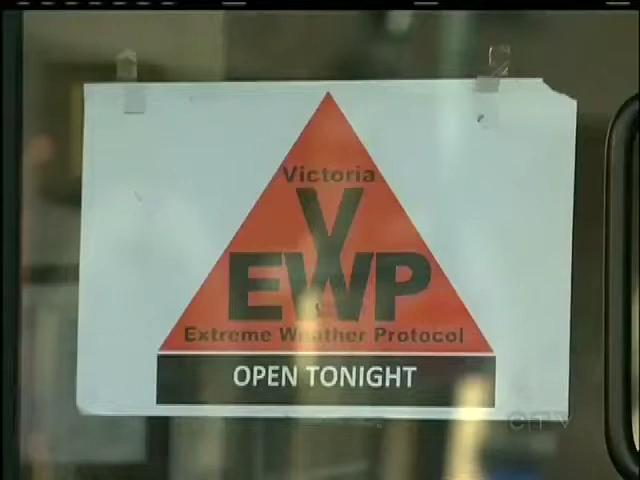 Victoria
V
EWP
Extreme Weather Protocol
OPEN TONIGHT
CTV